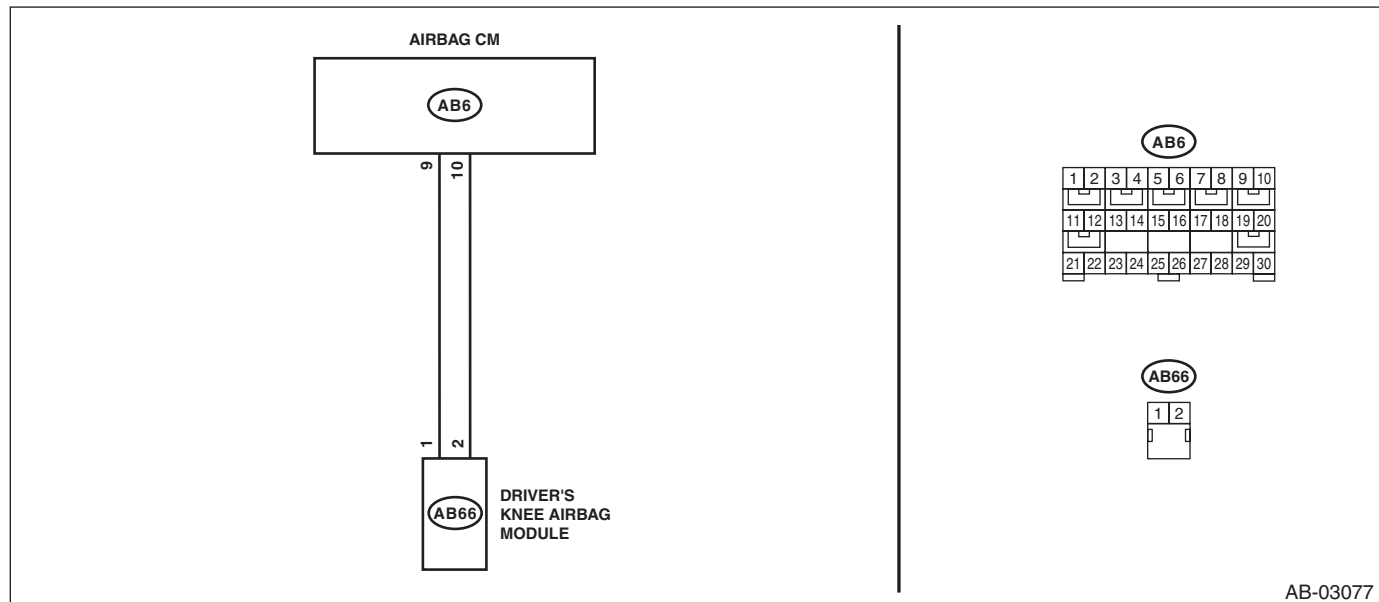 AIRBAG CM
AB6
9 10
1 2
AB66
DRIVER'S
KNEE AIRBAG
MODULE
AB6
1 2 3 4 5 6 7 8 9 10
11 12 13 14 15 16 17 18 19 20
21 22 23 24 25 26 27 28 29 30
AB66
1 2
AB-03077